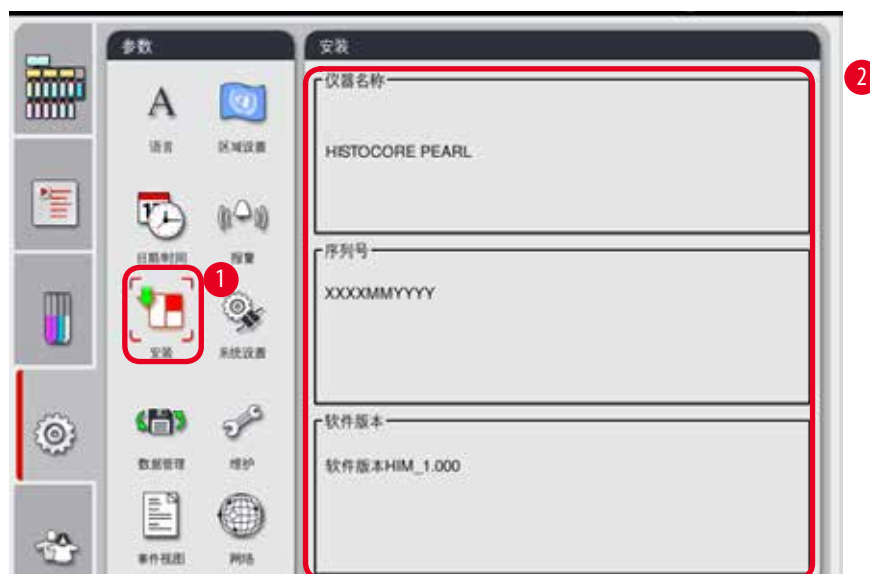 参数
A
语言
区域设置
日期/时间
报警
1
安装
系统设置
数据管理
维护
事件视图
网络
安装
仪器名称
HISTOCORE PEARL
序列号
XXXXMMYYYY
软件版本
软件版本HIM_1.000
2